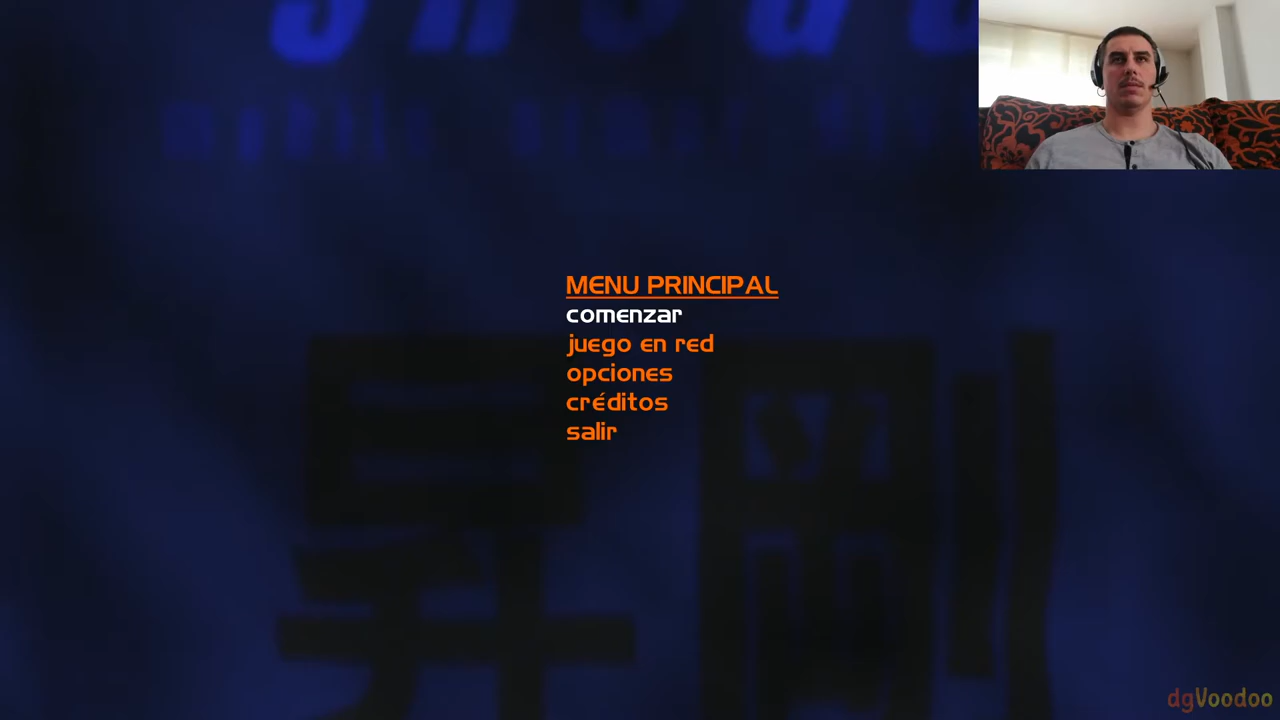 MENU PRINCIPAL
comenzar
juego en red
opciones
créditos
salir
dgVoodoo